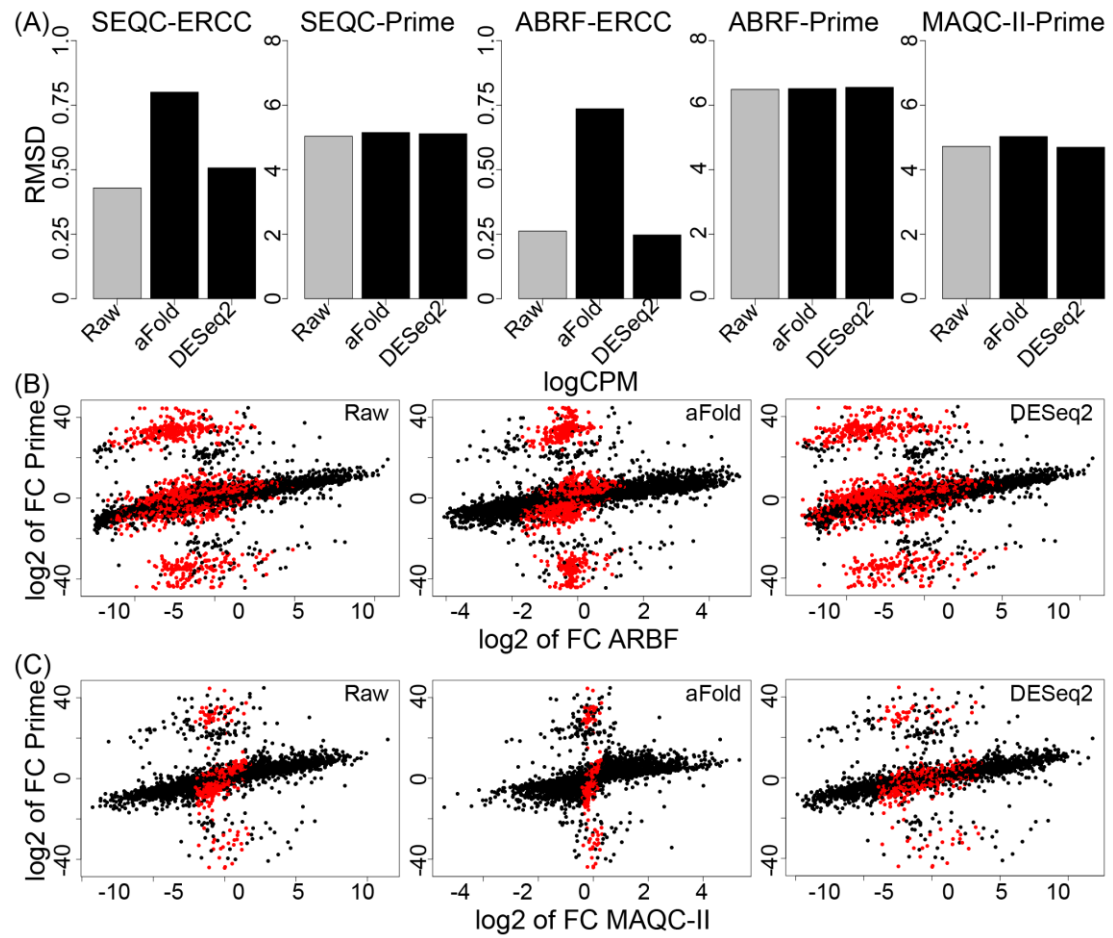 (A) SEQC-ERCC SEQC-Prime ABRF-ERCC ABRF-Prime MAQC-II-Prime
RMSD
1.0 8 1.0 8 8
0.75 6 0.75 6 6
0.50 4 0.50 4 4
0.25 2 0.25 2 2
0 0 0 0 0
Raw aFold DESeq2 Raw aFold DESeq2 Raw aFold DESeq2 Raw aFold DESeq2 Raw aFold DESeq2
logCPM
(B)
log2 of FC Prime
Raw aFold DESeq2
40 40 40
0 0 0
-40 -40 -40
-10 -5 0 5 10 -4 -2 0 2 4 -10 -5 0 5 10
log2 of FC ARBF
(C)
log2 of FC Prime
Raw aFold DESeq2
40 40 40
0 0 0
-40 -40 -40
-10 -5 0 5 10 -4 -2 0 2 4 -10 -5 0 5 10
log2 of FC MAQC-II